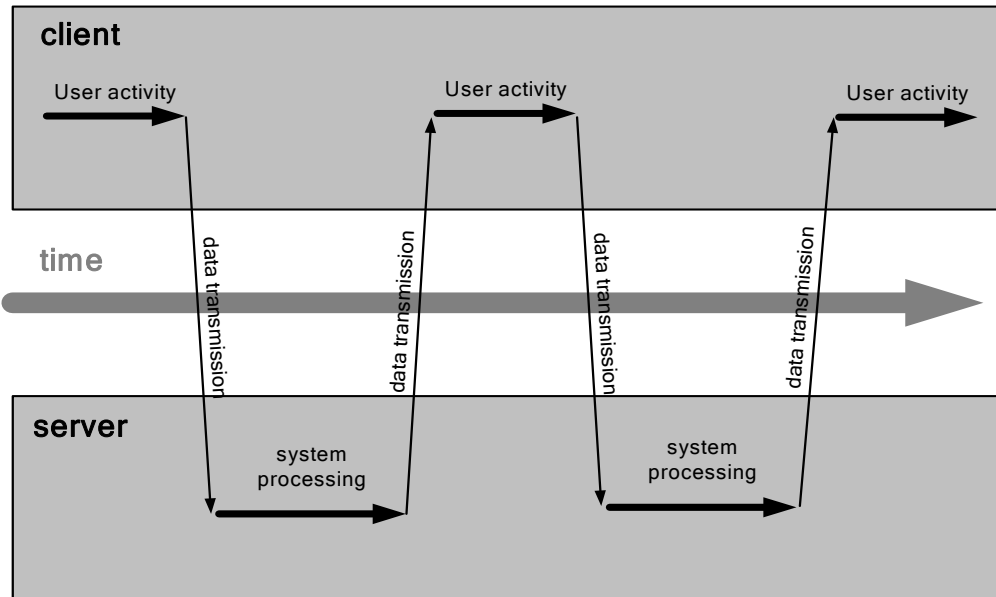 client
User activity
User activity
User activity
time
data transmission
data transmission
data transmission
data transmission
server
system
processing
system
processing